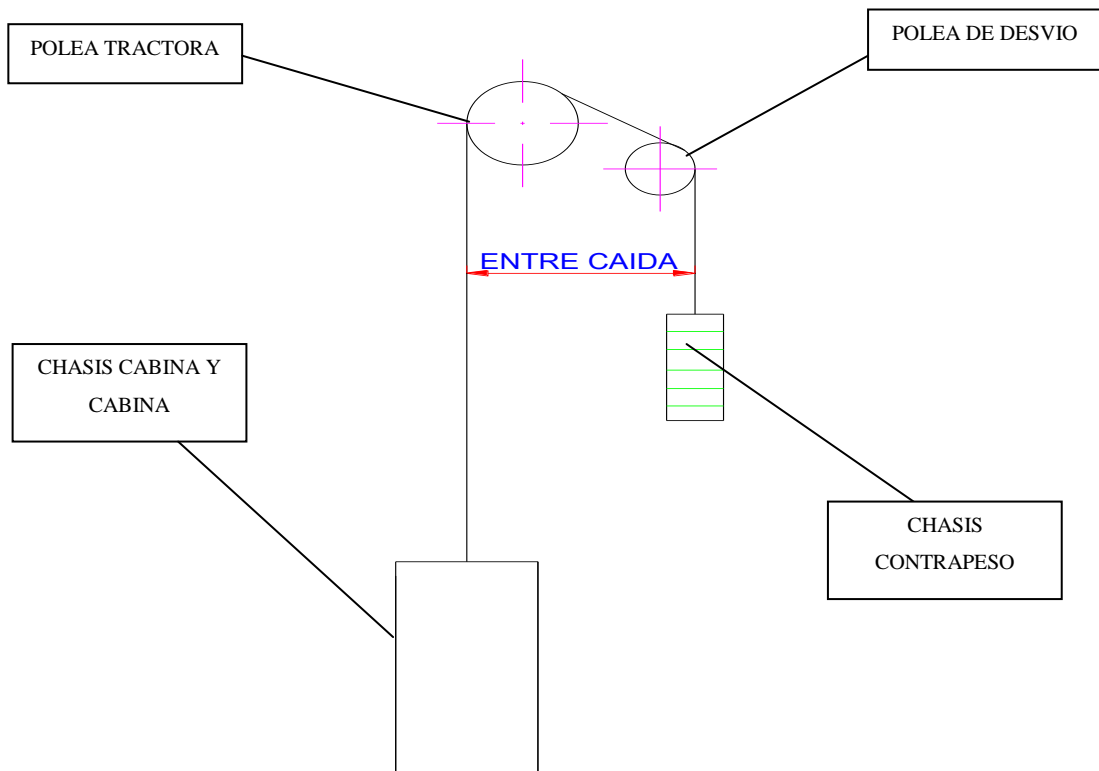 POLEA TRACTORA
POLEA DE DESVIO
ENTRE CAIDA
CHASIS CABINA Y
CABINA
CHASIS
CONTRAPESO